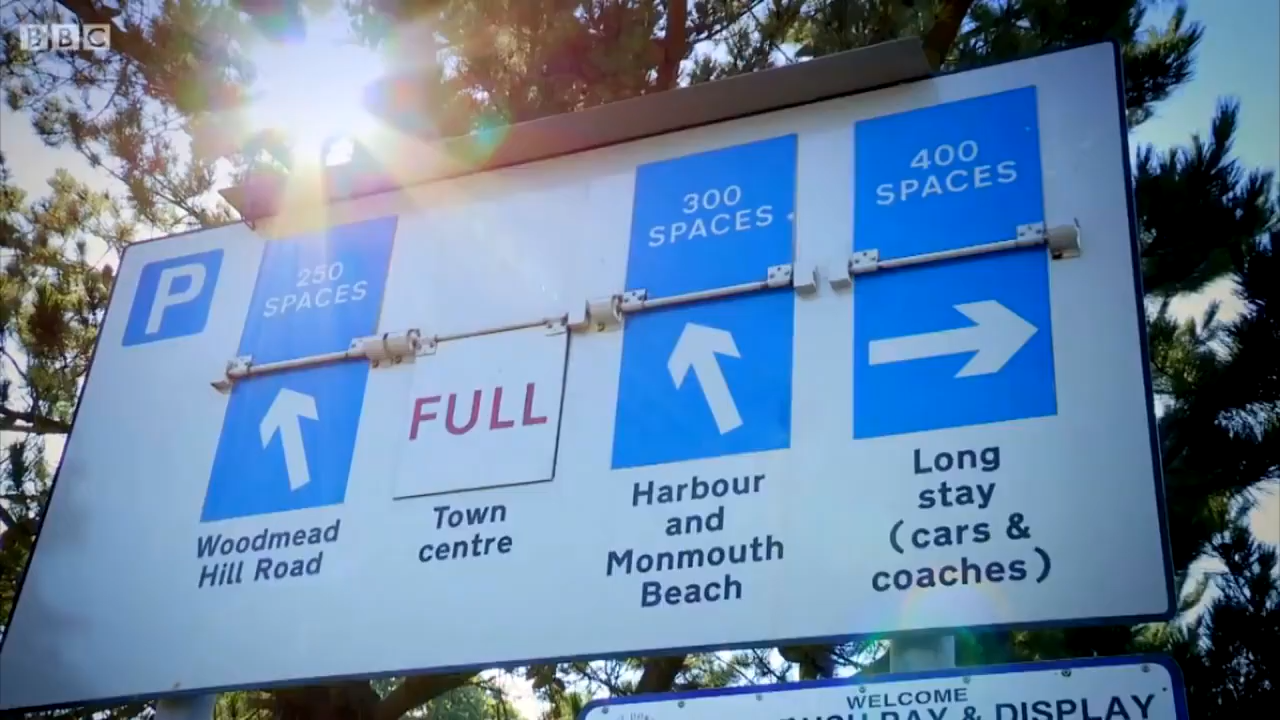 BBC
P
250
SPACES
Woodmead
Hill Road
FULL
Town
centre
300
SPACES
Harbour
and
Monmouth
Beach
400
SPACES
Long
stay
(cars &
coaches)
WELCOME
PAY & DISPLAY